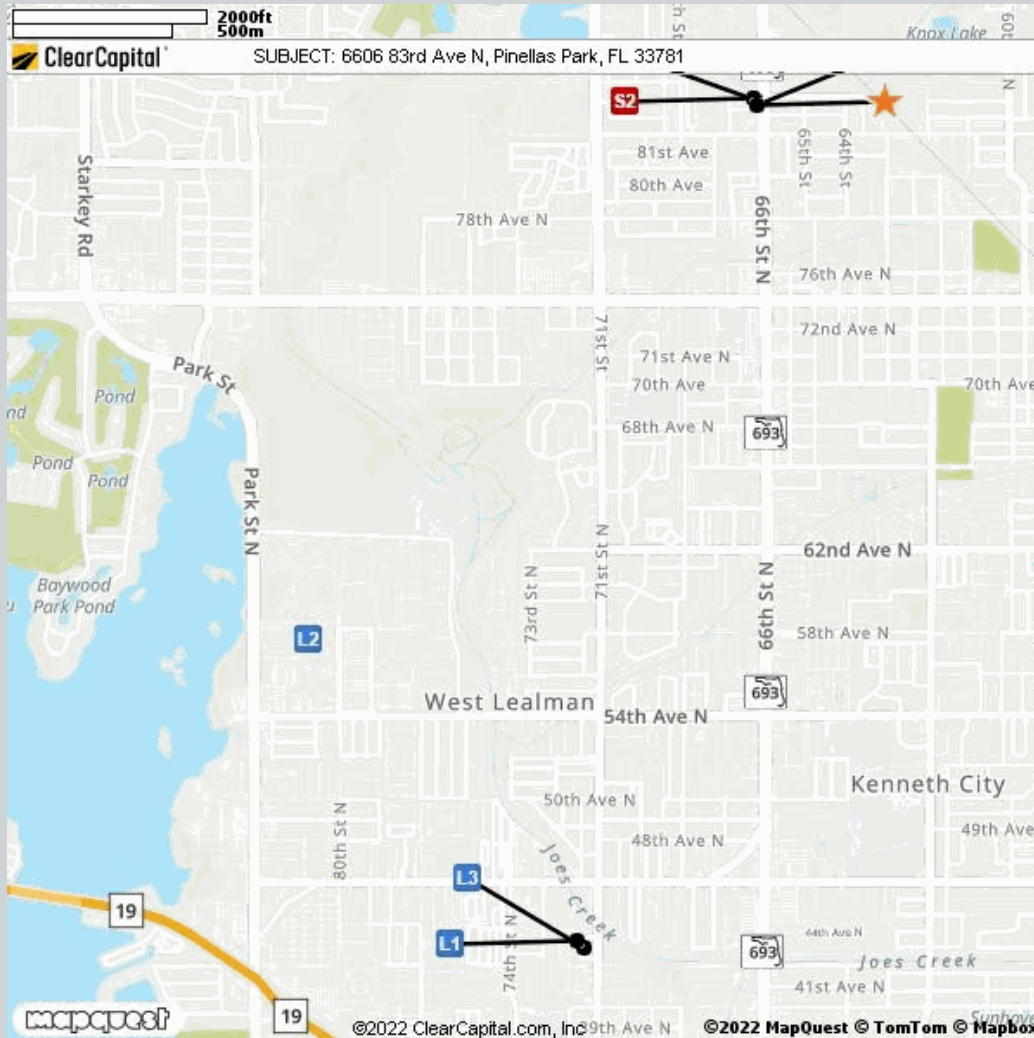 2000ft
500m
Knox Lake
ClearCapital
SUBJECT: 6606 83rd Ave N, Pinellas Park, FL 33781
S2
81st Ave
80th Ave
65th St
64th St
Starkey Rd
78th Ave N
66th St N
76th Ave N
72nd Ave N
71st St
71st Ave N
70th Ave
70th Ave
Park St
Pond
68th Ave N
693
Pond
Pond
Park St N
71st St N
62nd Ave N
73rd St N
66th St N
Baywood
Park Pond
L2
58th Ave N
693
West Lealman
54th Ave N
Kenneth City
50th Ave N
80th St N
48th Ave N
49th Ave
Joes Creek
L3
19
L1
74th St N
44th Ave N
693
Joes Creek
41st Ave N
mapquest
19
©2022 ClearCapital.com, Inc
39th Ave N
©2022 MapQuest © TomTom © Mapbox